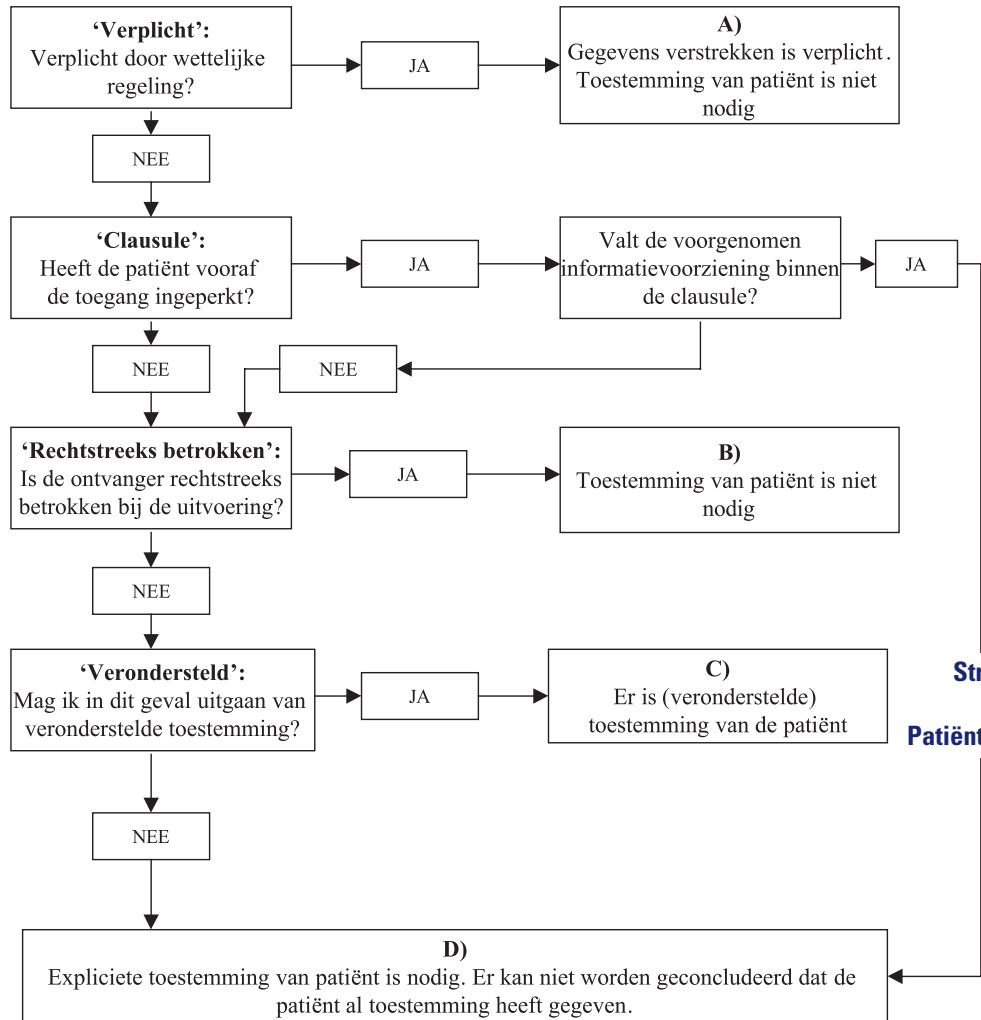 ‘Verplicht’:
Verplicht door wettelijke
regeling?
JA
A)
Gegevens verstrekken is verplicht.
Toestemming van patiënt is niet
nodig
NEE
‘Clausule’:
Heeft de patiënt vooraf
de toegang ingeperkt?
JA
Valt de voorgenomen
informatievoorziening binnen
de clausule?
JA
NEE
NEE
‘Rechtstreeks betrokken’:
Is de ontvanger rechtstreeks
betrokken bij de uitvoering?
JA
B)
Toestemming van patiënt is niet
nodig
NEE
‘Verondersteld’:
Mag ik in dit geval uitgaan van
veronderstelde toestemming?
JA
C)
Er is (veronderstelde)
toestemming van de patiënt
Str
Patiënt
NEE
D)
Expliciete toestemming van patiënt is nodig. Er kan niet worden geconcludeerd dat de
patiënt al toestemming heeft gegeven.